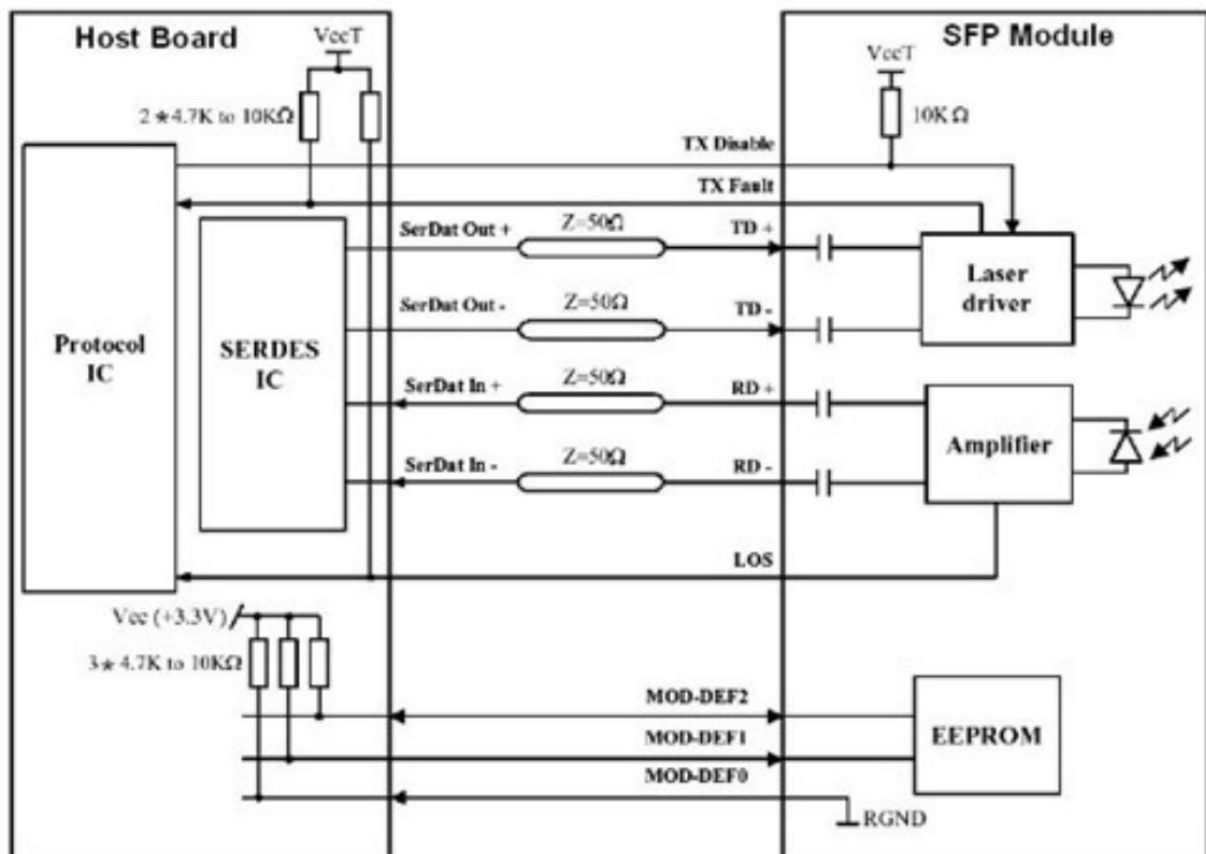 Host Board
SFP Module
VccT
VccT
2*4.7K to 10KΩ
10KΩ
TX Disable
TX Fault
SerDat Out +
Z=50Ω
TD +
SerDat Out -
Z=50Ω
TD -
Laser
driver
Protocol
IC
SERDES
IC
SerDat In +
Z=50Ω
RD +
SerDat In -
Z=50Ω
RD -
Amplifier
LOS
Vcc (+3.3V)
3*4.7K to 10KΩ
MOD-DEF2
MOD-DEF1
MOD-DEF0
EEPROM
RGND